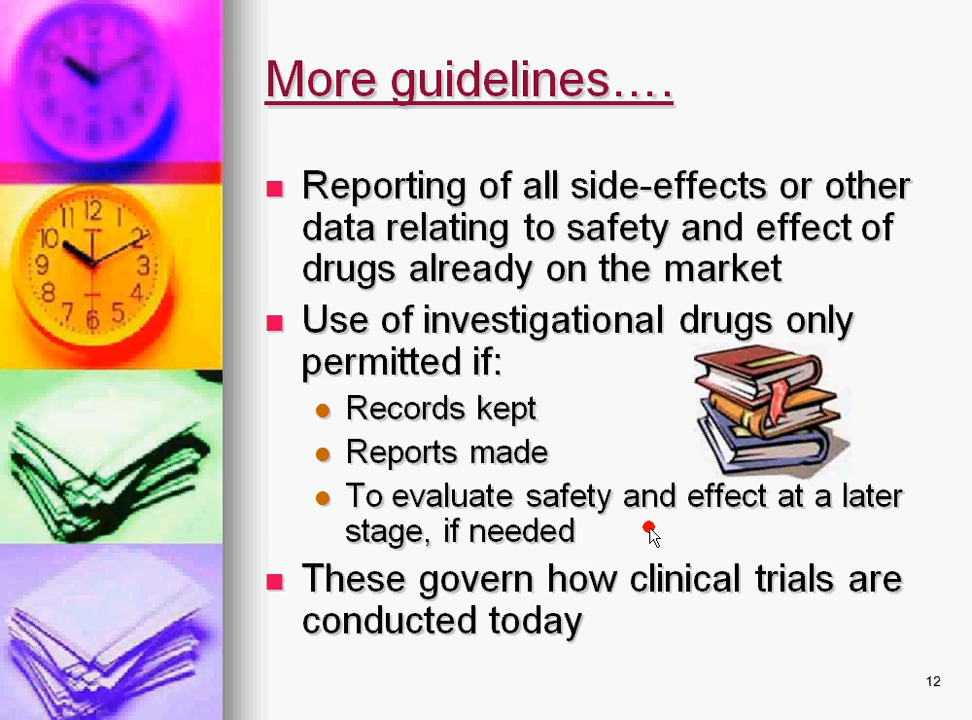 More guidelines….
Reporting of all side-effects or other
data relating to safety and effect of
drugs already on the market
Use of investigational drugs only
permitted if:
Records kept
Reports made
To evaluate safety and effect at a later
stage, if needed
These govern how clinical trials are
conducted today
12